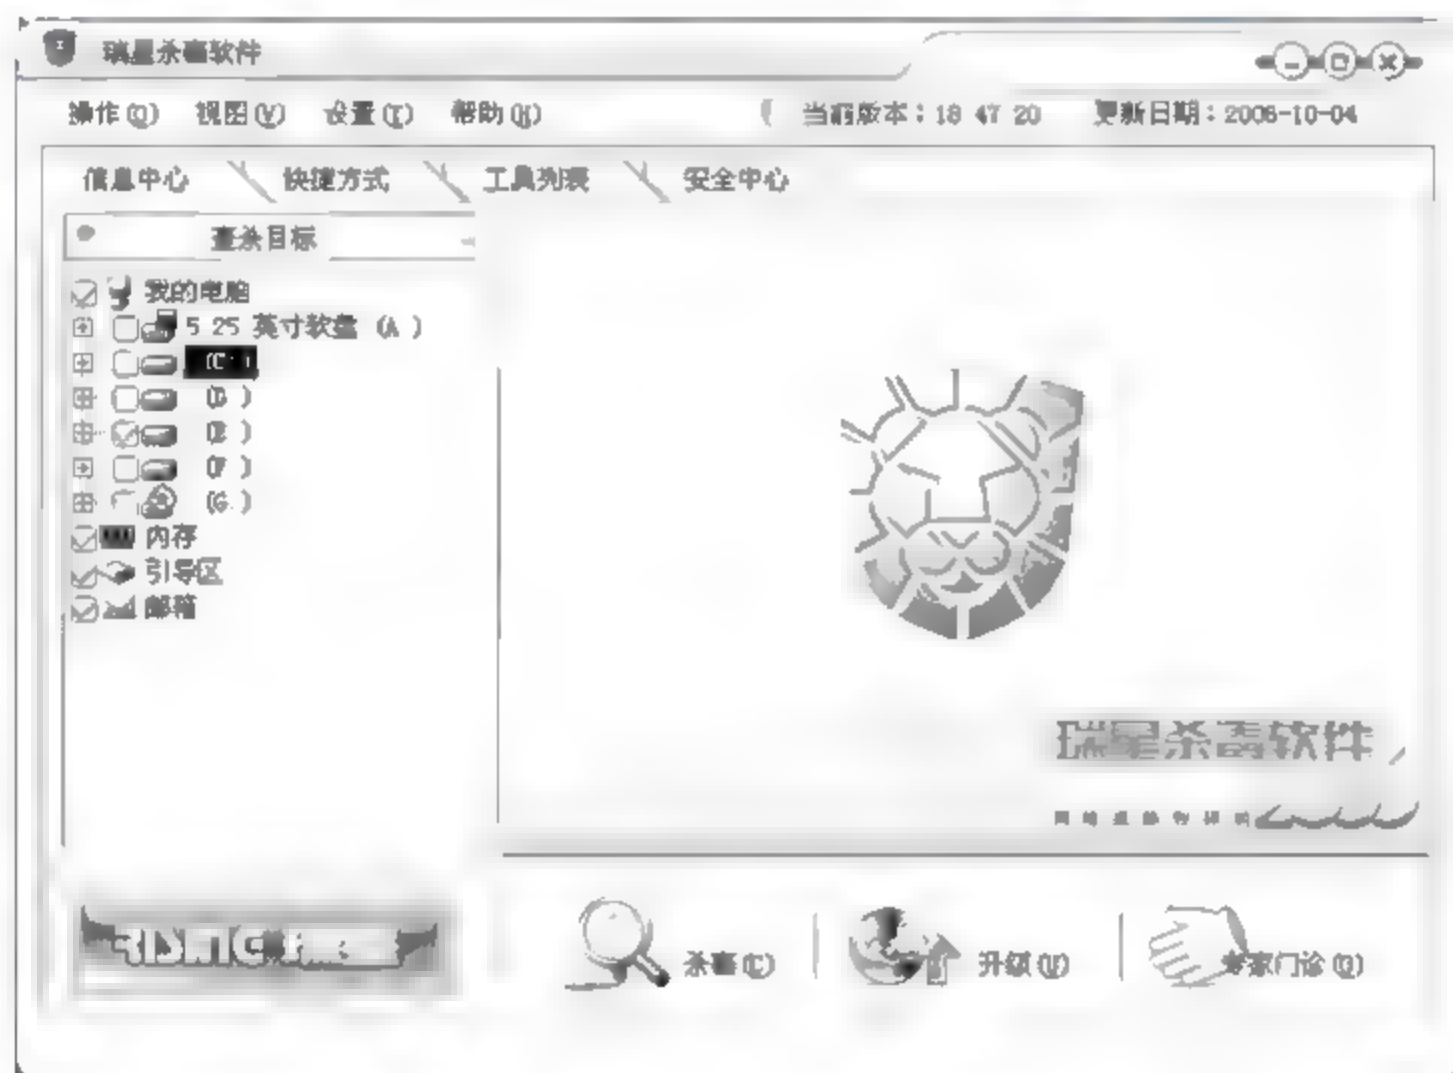 瑞星杀毒软件
操作(O) 视图(V) 设置(T) 帮助(H) 当前版本：18 47 20 更新日期：2006-10-04
信息中心 快捷方式 工具列表 安全中心
查杀目标
我的电脑
5 25 英寸软盘 (A )
(C: )
(D )
(E )
(F )
(G: )
内存
引导区
邮箱
瑞星杀毒软件
RISING
杀毒(C) 升级(U) 专家门诊(Q)